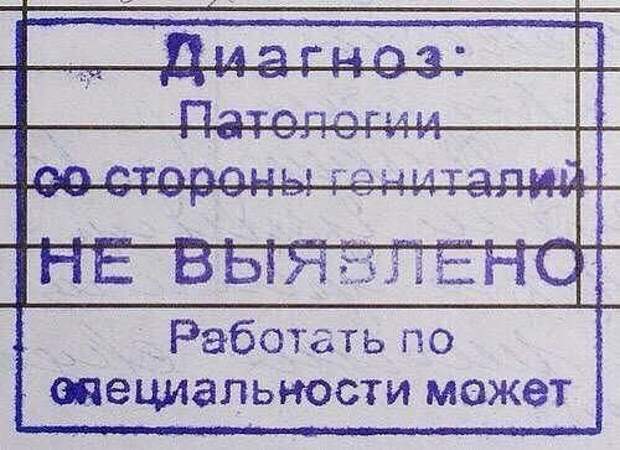 Диагноз:
Патологии
со стороны гениталий
НЕ ВЫЯВЛЕНО
Работать по
специальности может